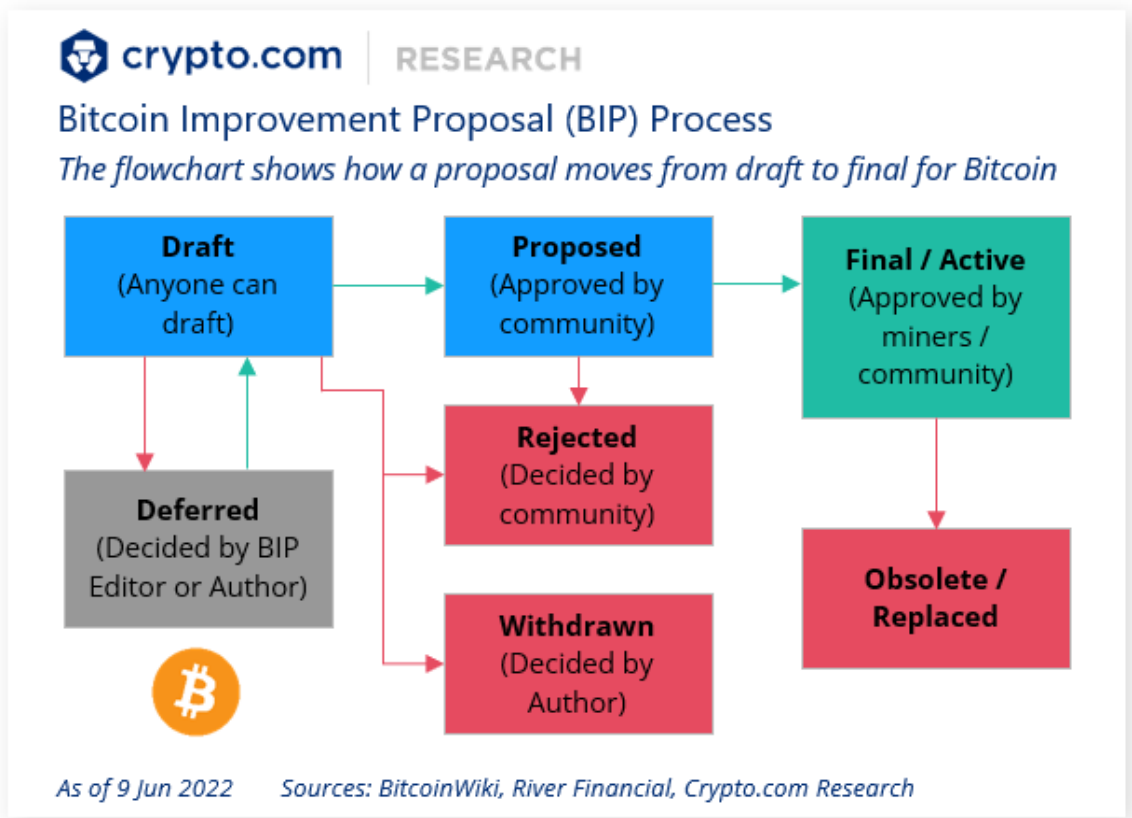 crypto.com RESEARCH
Bitcoin Improvement Proposal (BIP) Process
The flowchart shows how a proposal moves from draft to final for Bitcoin
Draft
(Anyone can
draft)
Proposed
(Approved by
community)
Final / Active
(Approved by
miners /
community)
Rejected
(Decided by
community)
Deferred
(Decided by BIP
Editor or Author)
Obsolete /
Replaced
Withdrawn
(Decided by
Author)
As of 9 Jun 2022 Sources: BitcoinWiki, River Financial, Crypto.com Research